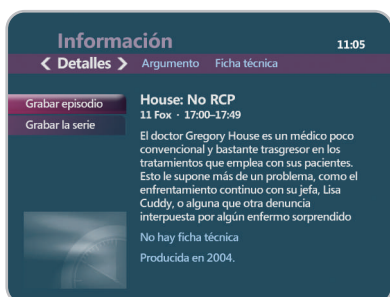 Información
11:05
‹ Detalles › Argumento Ficha técnica
Grabar episodio
Grabar la serie
House: No RCP
11 Fox · 17:00–17:49
El doctor Gregory House es un médico poco
convencional y bastante trasgresor en los
tratamientos que emplea con sus pacientes.
Esto le supone más de un problema, como el
enfrentamiento continuo con su jefa, Lisa
Cuddy, o alguna que otra denuncia
interpuesta por algún enfermo sorprendido
No hay ficha técnica
Producida en 2004.